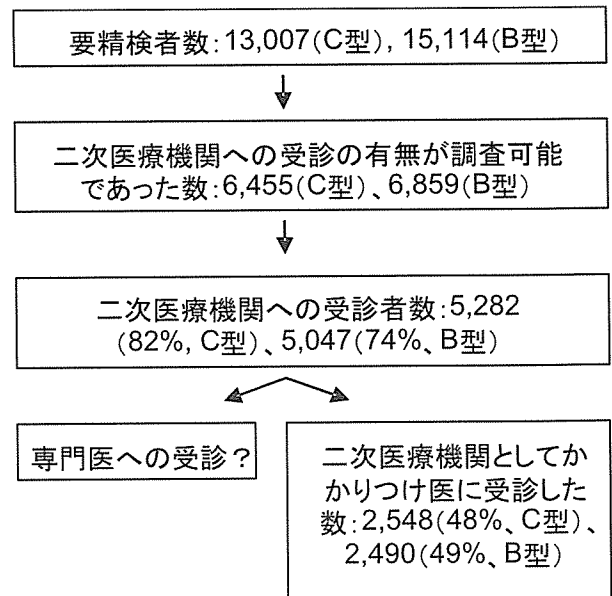 要精検者数:13,007(C型), 15,114(B型)
二次医療機関への受診の有無が調査可能
であった数:6,455(C型)、6,859(B型)
二次医療機関への受診者数:5,282
(82%, C型)、5,047(74%、B型)
専門医への受診?
二次医療機関としてか
かりつけ医に受診した
数:2,548(48%、C型)、
2,490(49%、B型)